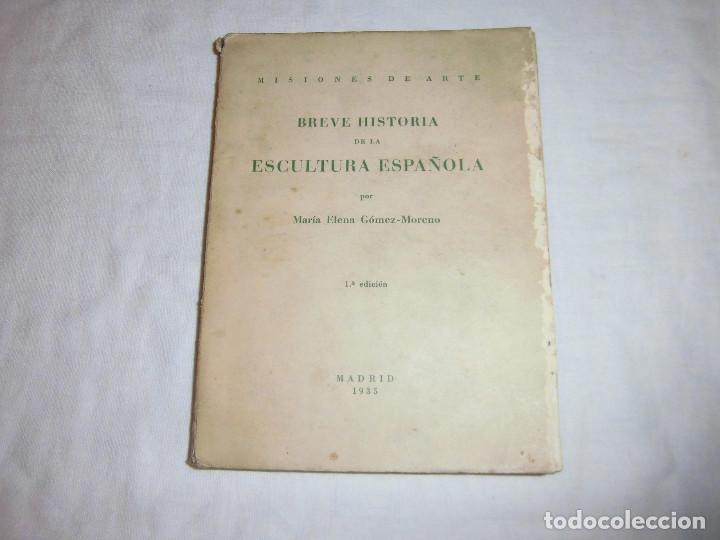 MISIONES DE ARTE
BREVE HISTORIA
DE LA
ESCULTURA ESPAÑOLA
por
María Elena Gómez-Moreno
1.ª edición
MADRID
1935
todocoleccion